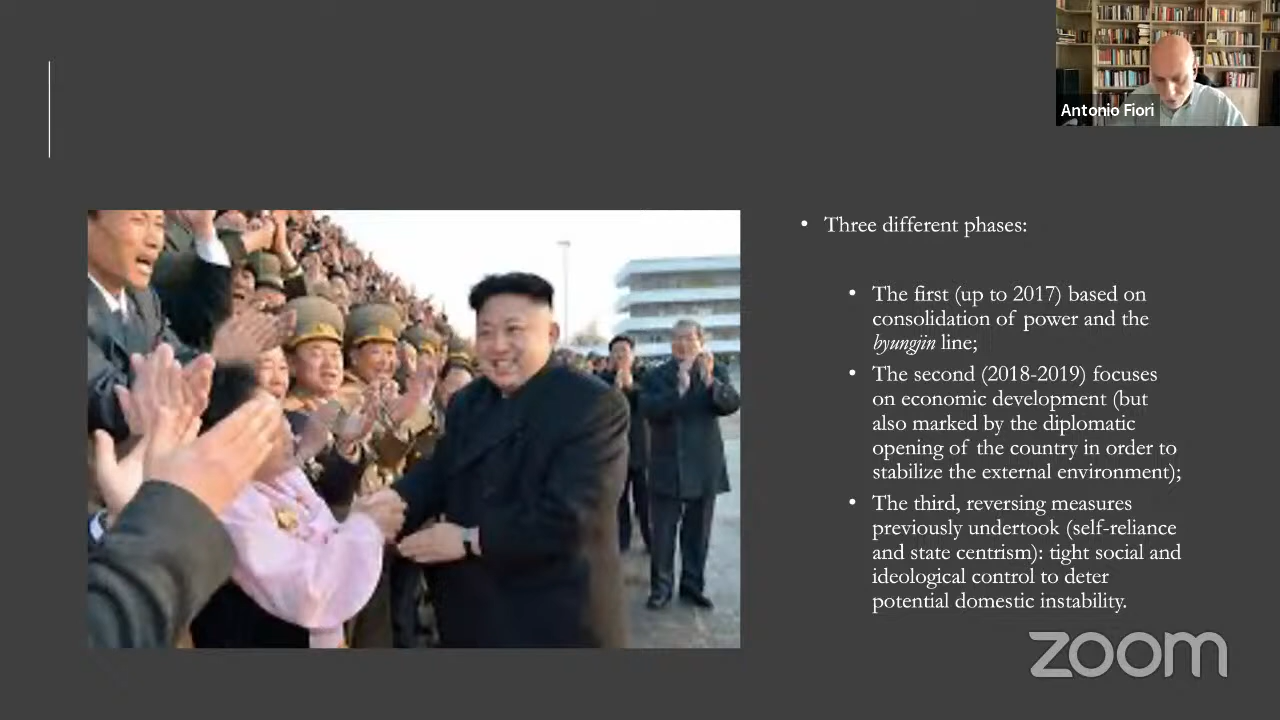 Antonio Fiori
• Three different phases:
• The first (up to 2017) based on
consolidation of power and the
byungjin line;
• The second (2018-2019) focuses
on economic development (but
also marked by the diplomatic
opening of the country in order to
stabilize the external environment);
• The third, reversing measures
previously undertook (self-reliance
and state centrism): tight social and
ideological control to deter
potential domestic instability.
zoom